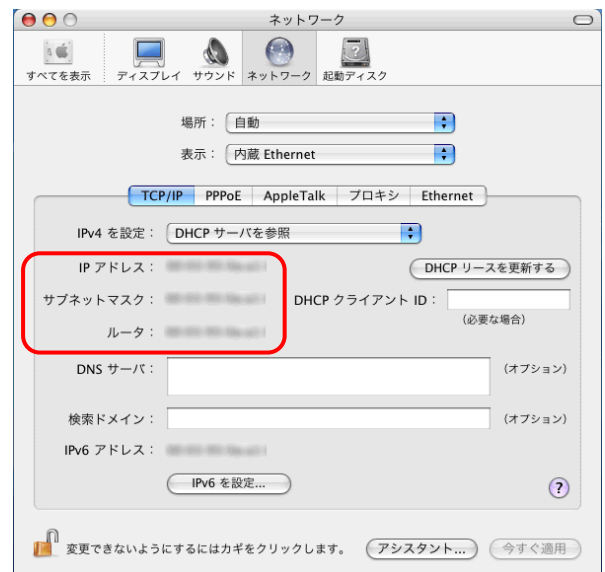 ネットワーク
すべてを表示 ディスプレイ サウンド ネットワーク 起動ディスク
場所： 自動
表示： 内蔵 Ethernet
TCP/IP PPPoE AppleTalk プロキシ Ethernet
IPv4 を設定： DHCP サーバを参照
IP アドレス： DHCP リースを更新する
サブネットマスク： DHCP クライアント ID：
(必要な場合)
ルータ：
DNS サーバ： (オプション)
検索ドメイン： (オプション)
IPv6 アドレス：
IPv6 を設定...
?
変更できないようにするにはカギをクリックします。 アシスタント... 今すぐ適用